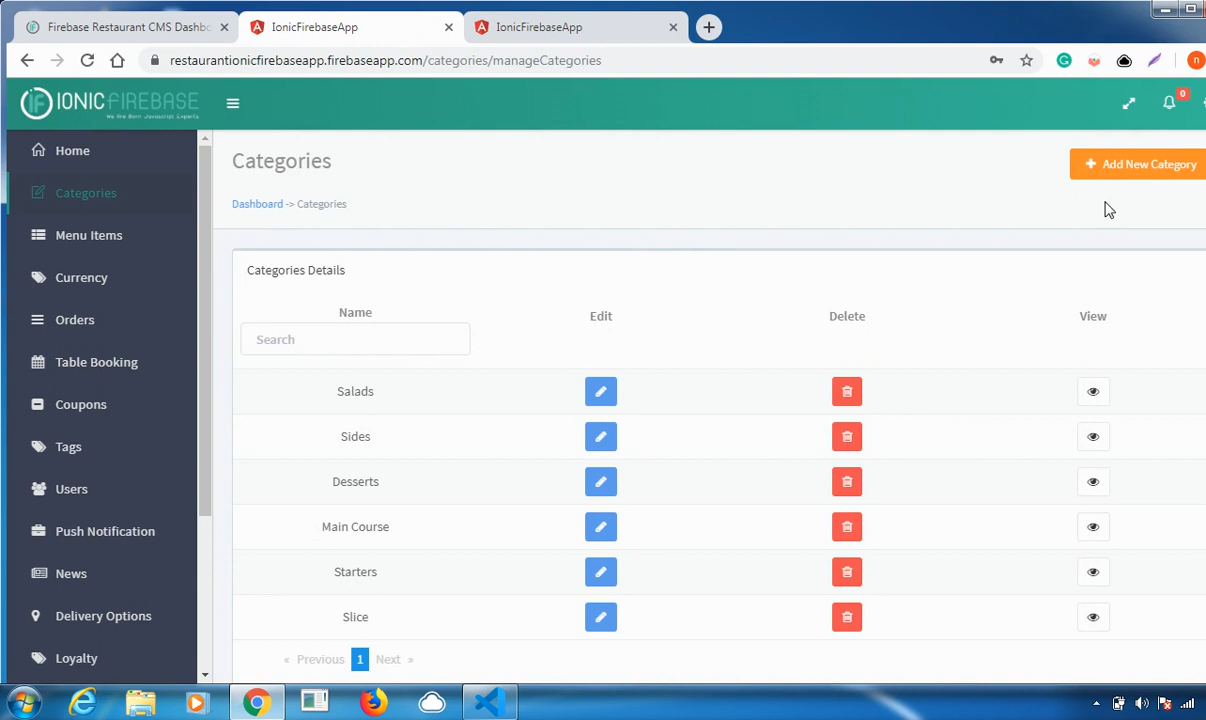 Firebase Restaurant CMS Dashbo
IonicFirebaseApp
IonicFirebaseApp
restaurantionicfirebaseapp.firebaseapp.com/categories/manageCategories
n
iF IONICFIREBASE
We Are Born Javascript Experts
0
Home
Categories
Menu Items
Currency
Orders
Table Booking
Coupons
Tags
Users
Push Notification
News
Delivery Options
Loyalty
Categories
Add New Category
Dashboard -> Categories
Categories Details
Name Edit Delete View
Search
Salads
Sides
Desserts
Main Course
Starters
Slice
« Previous 1 Next »